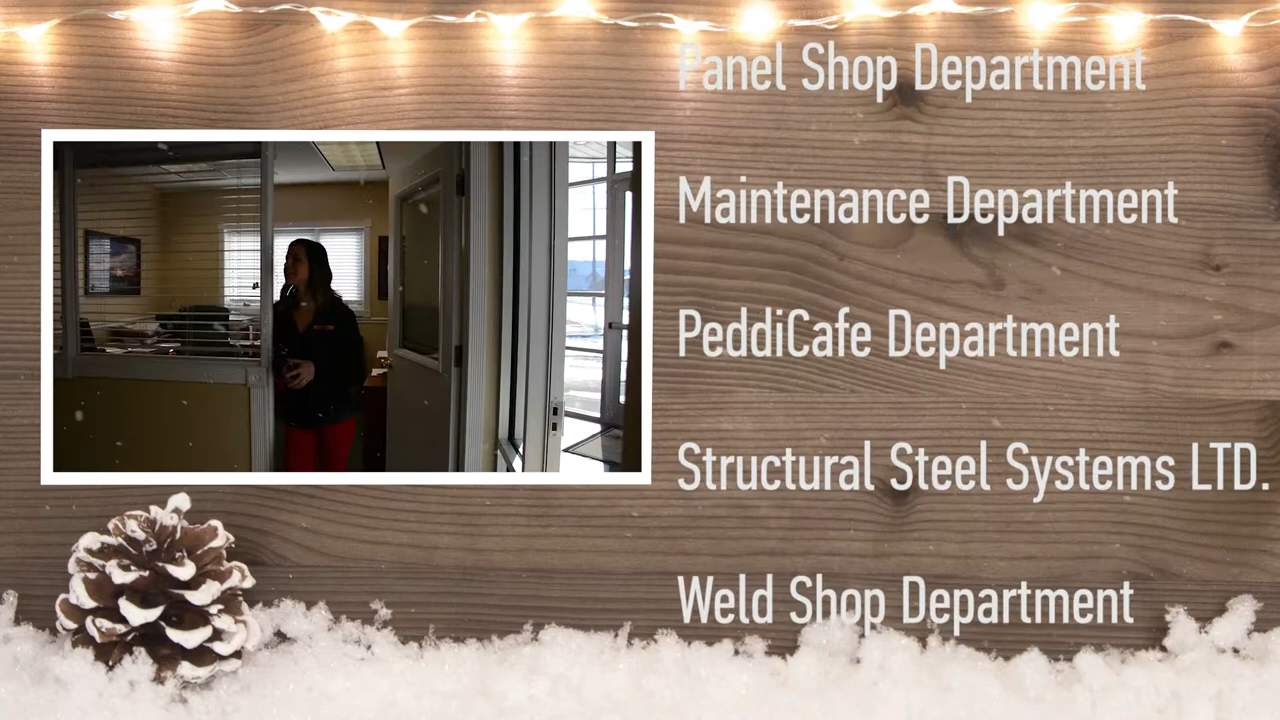 Panel Shop Department
Maintenance Department
PeddiCafe Department
Structural Steel Systems LTD.
Weld Shop Department